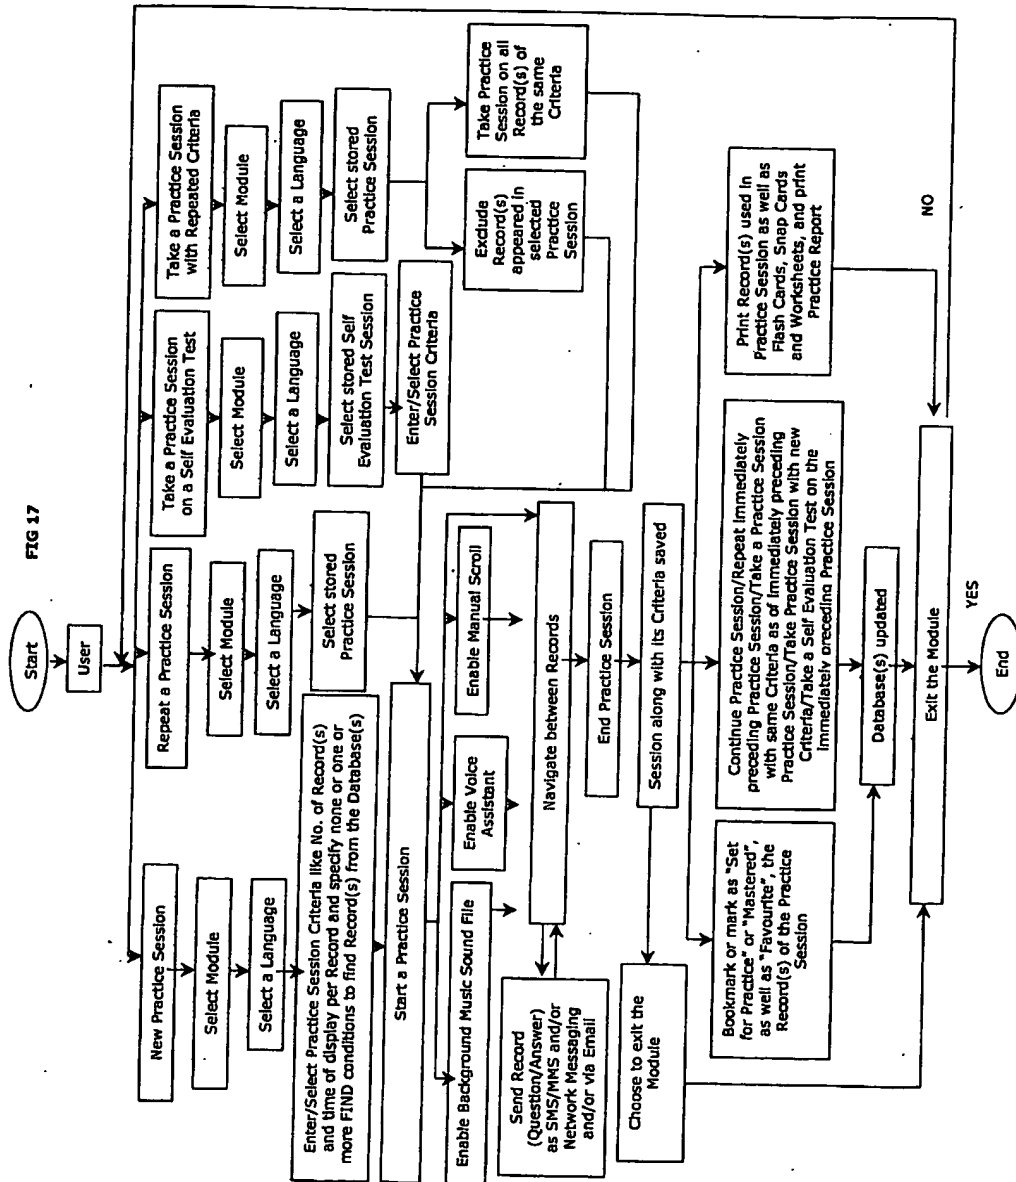 FIG 17
Start
User
New Practice Session
Select Module
Select a Language
Enter/Select Practice Session Criteria like No. of Record(s)
and time of display per Record and specify none or one or
more FIND conditions to find Record(s) from the Database(s)
Repeat a Practice Session
Select Module
Select a Language
Select stored
Practice Session
Take a Practice Session
on a Self Evaluation Test
Select Module
Select a Language
Select stored Self
Evaluation Test Session
Enter/Select Practice
Session Criteria
Take a Practice Session
with Repeated Criteria
Select Module
Select a Language
Select stored
Practice Session
Exclude
Record(s)
appeared in
selected
Practice
Session
Take Practice
Session on all
Record(s) of
the same
Criteria
Start a Practice Session
Enable Background Music Sound File
Enable Voice
Assistant
Enable Manual Scroll
Navigate between Records
Send Record
(Question/Answer)
as SMS/MMS and/or
Network Messaging
and/or via Email
End Practice Session
Session along with its Criteria saved
Choose to exit the
Module
Bookmark or mark as "Set
for Practice" or "Mastered",
as well as "Favourite", the
Record(s) of the Practice
Session
Continue Practice Session/Repeat Immediately
preceding Practice Session/Take a Practice Session
with same Criteria as of Immediately preceding
Practice Session/Take Practice Session with new
Criteria/Take a Self Evaluation Test on the
immediately preceding Practice Session
Print Record(s) used in
Practice Session as well as
Flash Cards, Snap Cards
and Worksheets, and print
Practice Report
Database(s) updated
Exit the Module
NO
YES
End